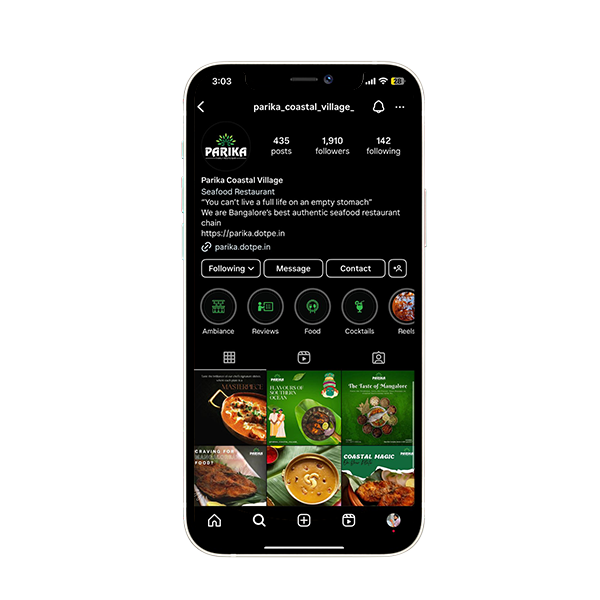 3:03
28
parika_coastal_village_
PARIKA
435
posts
1,910
followers
142
following
Parika Coastal Village
Seafood Restaurant
“You can't live a full life on an empty stomach”
We are Bangalore's best authentic seafood restaurant
chain
https://parika.dotpe.in
parika.dotpe.in
Following
Message
Contact
Ambiance
Reviews
Food
Cocktails
Reels
MASTERPIECE
PARIKA
FLAVOURS OF
SOUTHERN
OCEAN
PARIKA
The Taste of Mangalore
CRAVING FOR
FOOD?
COASTAL MAGIC